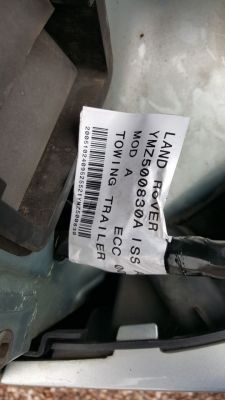 LAND ROVER
YMZ500830A ISS
MOD A
ECC
TOWING TRAILER